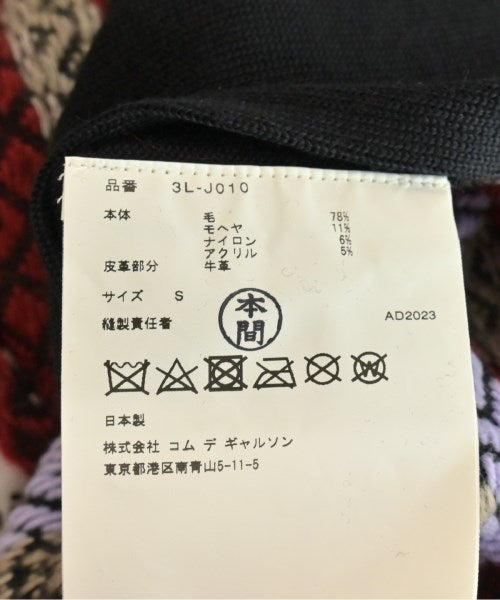 品番 3L-J010
本体 毛 78%
モヘヤ 11%
ナイロン 6%
アクリル 5%
皮革部分 牛革
サイズ S
縫製責任者 本間 AD2023
W
日本製
株式会社 コム デ ギャルソン
東京都港区南青山5-11-5